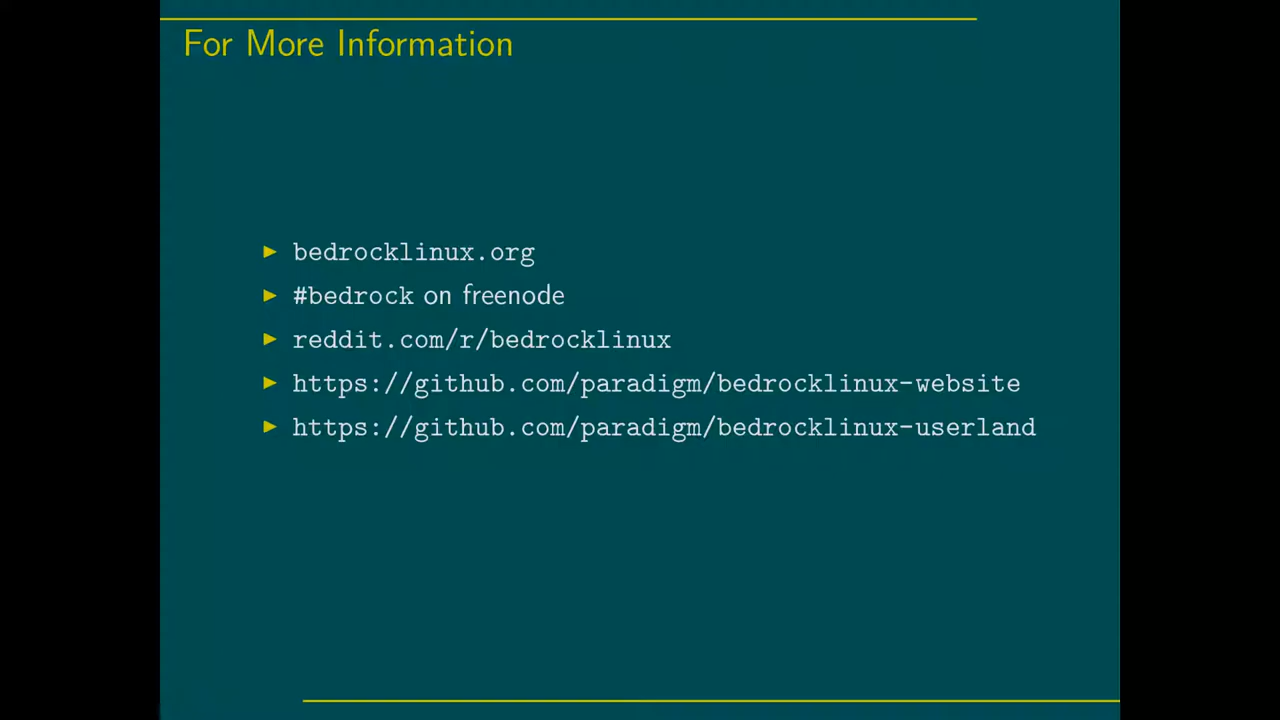 For More Information
bedrocklinux.org
#bedrock on freenode
reddit.com/r/bedrocklinux
https://github.com/paradigm/bedrocklinux-website
https://github.com/paradigm/bedrocklinux-userland